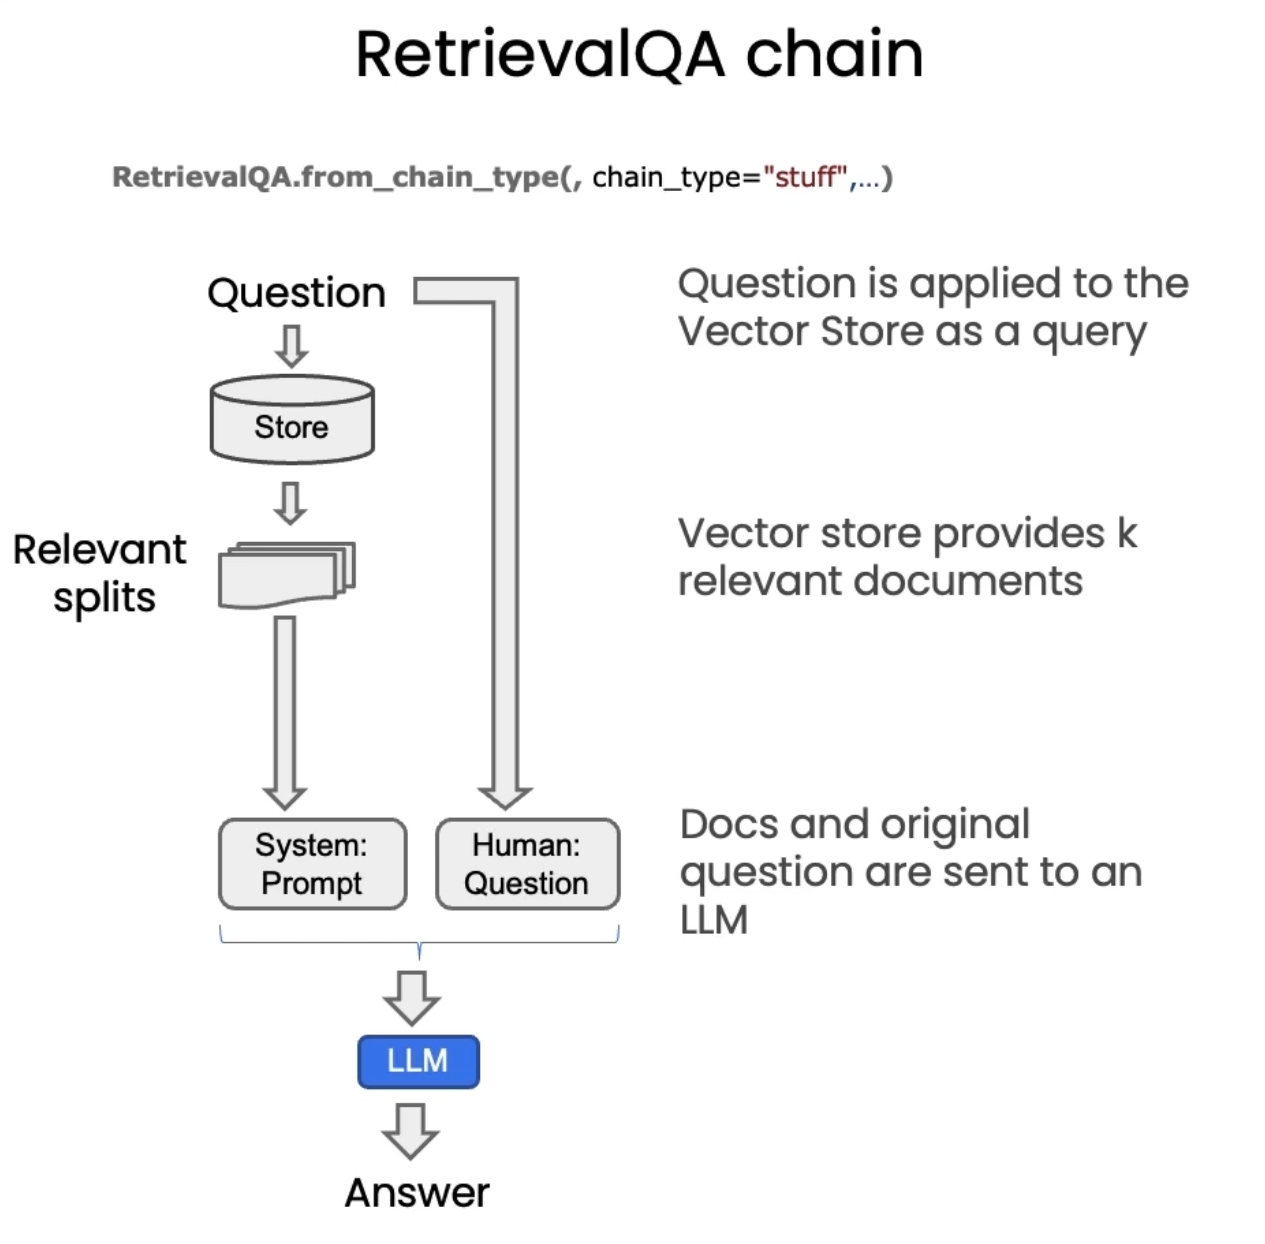 RetrievalQA chain
RetrievalQA.from_chain_type(, chain_type="stuff",...)
Question
Question is applied to the
Vector Store as a query
Store
Relevant
splits
Vector store provides k
relevant documents
System:
Prompt
Human:
Question
Docs and original
question are sent to an
LLM
LLM
Answer